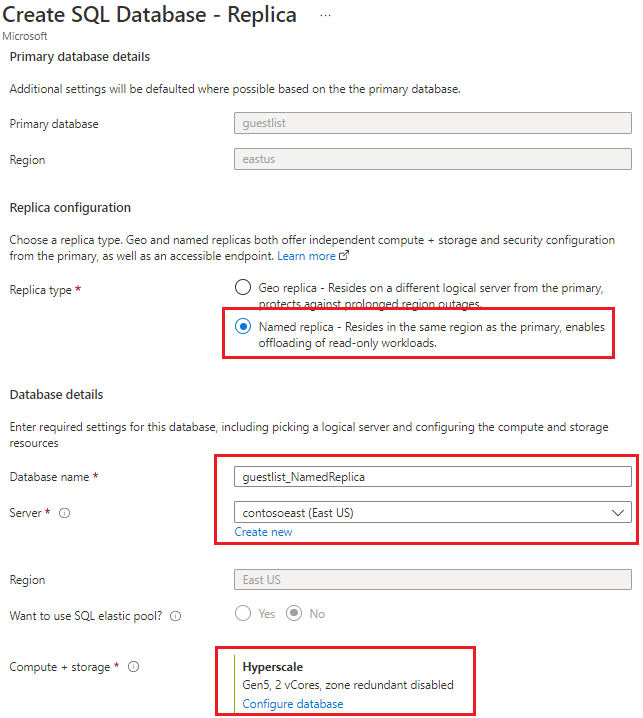 Create SQL Database - Replica ...
Microsoft
Primary database details
Additional settings will be defaulted where possible based on the the primary database.
Primary database guestlist
Region eastus
Replica configuration
Choose a replica type. Geo and named replicas both offer independent compute + storage and security configuration
from the primary, as well as an accessible endpoint. Learn more
Replica type *
Geo replica - Resides on a different logical server from the primary,
protects against prolonged region outages.
Named replica - Resides in the same region as the primary, enables
offloading of read-only workloads.
Database details
Enter required settings for this database, including picking a logical server and configuring the compute and storage
resources
Database name * guestlist_NamedReplica
Server * contosoeast (East US)
Create new
Region East US
Want to use SQL elastic pool? Yes No
Compute + storage * Hyperscale
Gen5, 2 vCores, zone redundant disabled
Configure database